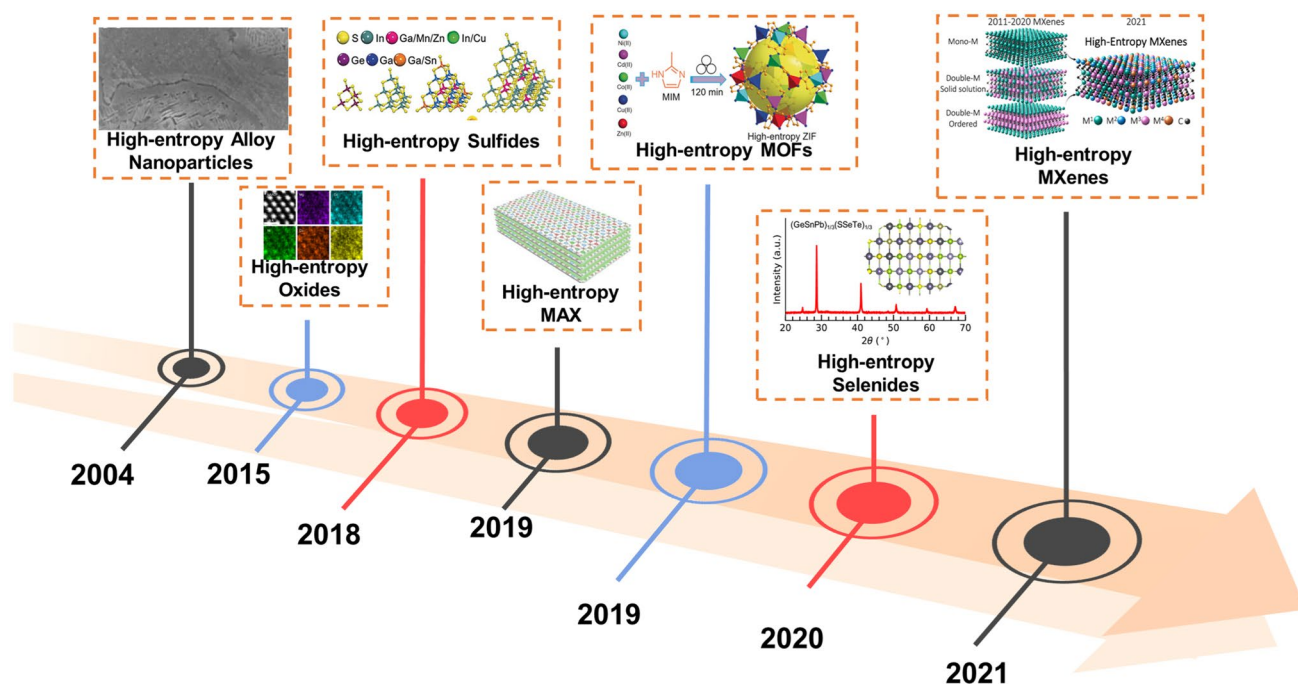 High-entropy Alloy
Nanoparticles
S In Ga/Mn/Zn In/Cu
Ge Ga Ga/Sn
High-entropy Sulfides
Ni(II)
Cd(II)
Co(II)
Cu(II)
Zn(II)
HN N
MIM
120 min
High-entropy ZIF
High-entropy MOFs
2011-2020 MXenes
2021
Mono-M
High-Entropy MXenes
Double-M
Solid solution
Double-M
Ordered
M¹ M² M³ M⁴ C
High-entropy
MXenes
High-entropy
Oxides
High-entropy
MAX
(GeSnPb)₁/₃(SSeTe)₁/₃
Intensity (a.u.)
20 30 40 50 60 70
2θ (°)
High-entropy
Selenides
2004
2015
2018
2019
2019
2020
2021